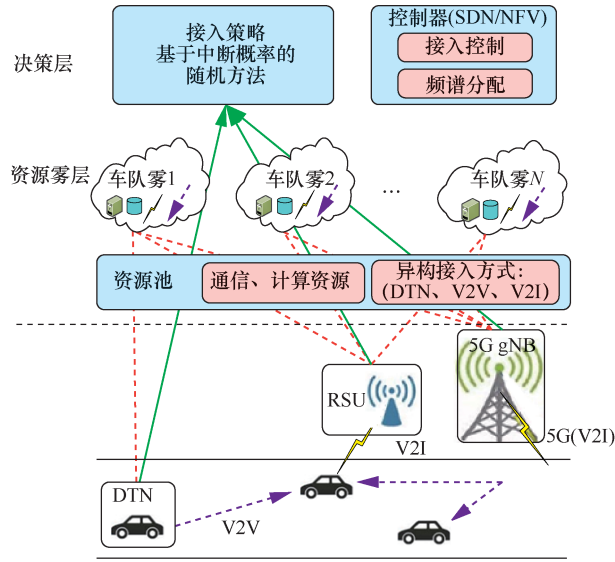 决策层
接入策略
基于中断概率的
随机方法
控制器(SDN/NFV)
接入控制
频谱分配
资源雾层
车队雾1
车队雾2
...
车队雾N
资源池
通信、计算资源
异构接入方式:
(DTN、V2V、V2I)
RSU
5G gNB
V2I
5G(V2I)
DTN
V2V